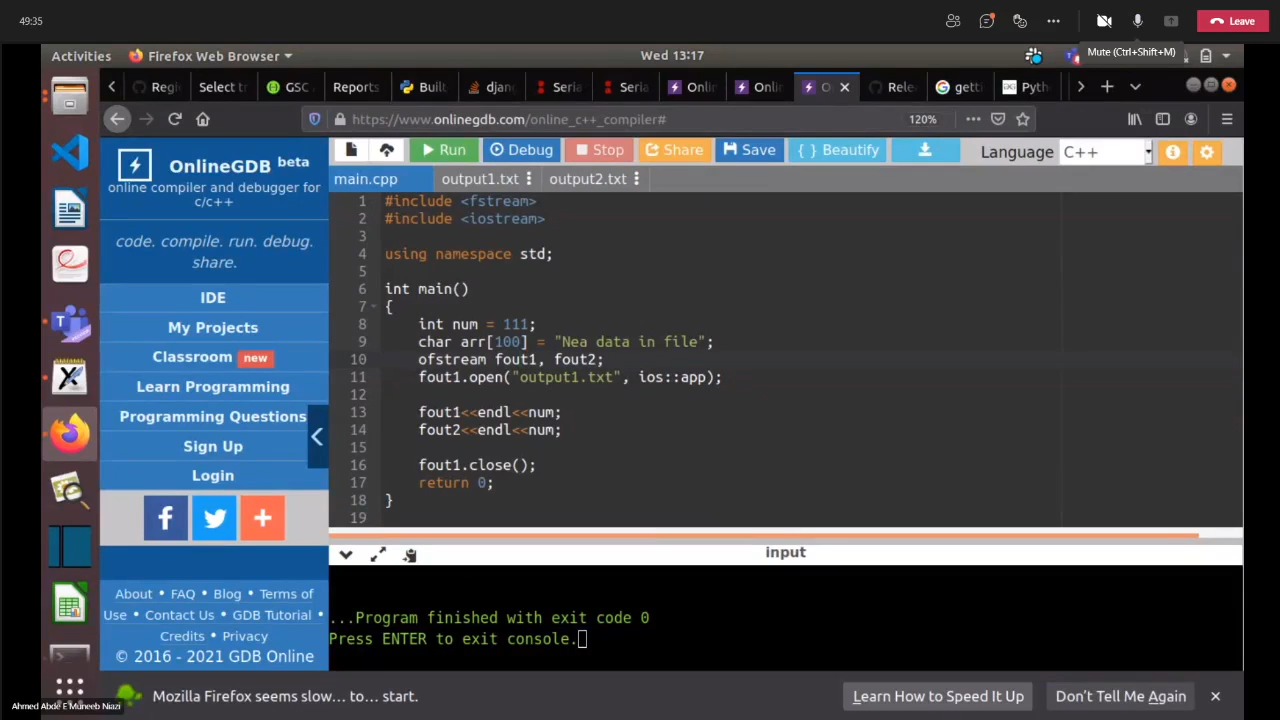 49:35
Leave
Mute (Ctrl+Shift+M)
Activities
Firefox Web Browser
Wed 13:17
Regi
Select tr
GSC
Reports
Built
djang
Seria
Seria
Onlin
Onlin
O
Rele
getti
Pyth
https://www.onlinegdb.com/online_c++_compiler#
120%
OnlineGDB beta
online compiler and debugger for
c/c++
code. compile. run. debug.
share.
IDE
My Projects
Classroom new
Learn Programming
Programming Questions
Sign Up
Login
About • FAQ • Blog • Terms of
Use • Contact Us • GDB Tutorial •
Credits • Privacy
© 2016 - 2021 GDB Online
Run
Debug
Stop
Share
Save
{ } Beautify
Language C++
main.cpp
output1.txt
output2.txt
1 #include <fstream>
2 #include <iostream>
3
4 using namespace std;
5
6 int main()
7 {
8 int num = 111;
9 char arr[100] = "Nea data in file";
10 ofstream fout1, fout2;
11 fout1.open("output1.txt", ios::app);
12
13 fout1<<endl<<num;
14 fout2<<endl<<num;
15
16 fout1.close();
17 return 0;
18 }
19
input
...Program finished with exit code 0
Press ENTER to exit console.
Mozilla Firefox seems slow… to… start.
Learn How to Speed It Up
Don't Tell Me Again
Ahmed Abde E Muneeb Niazi